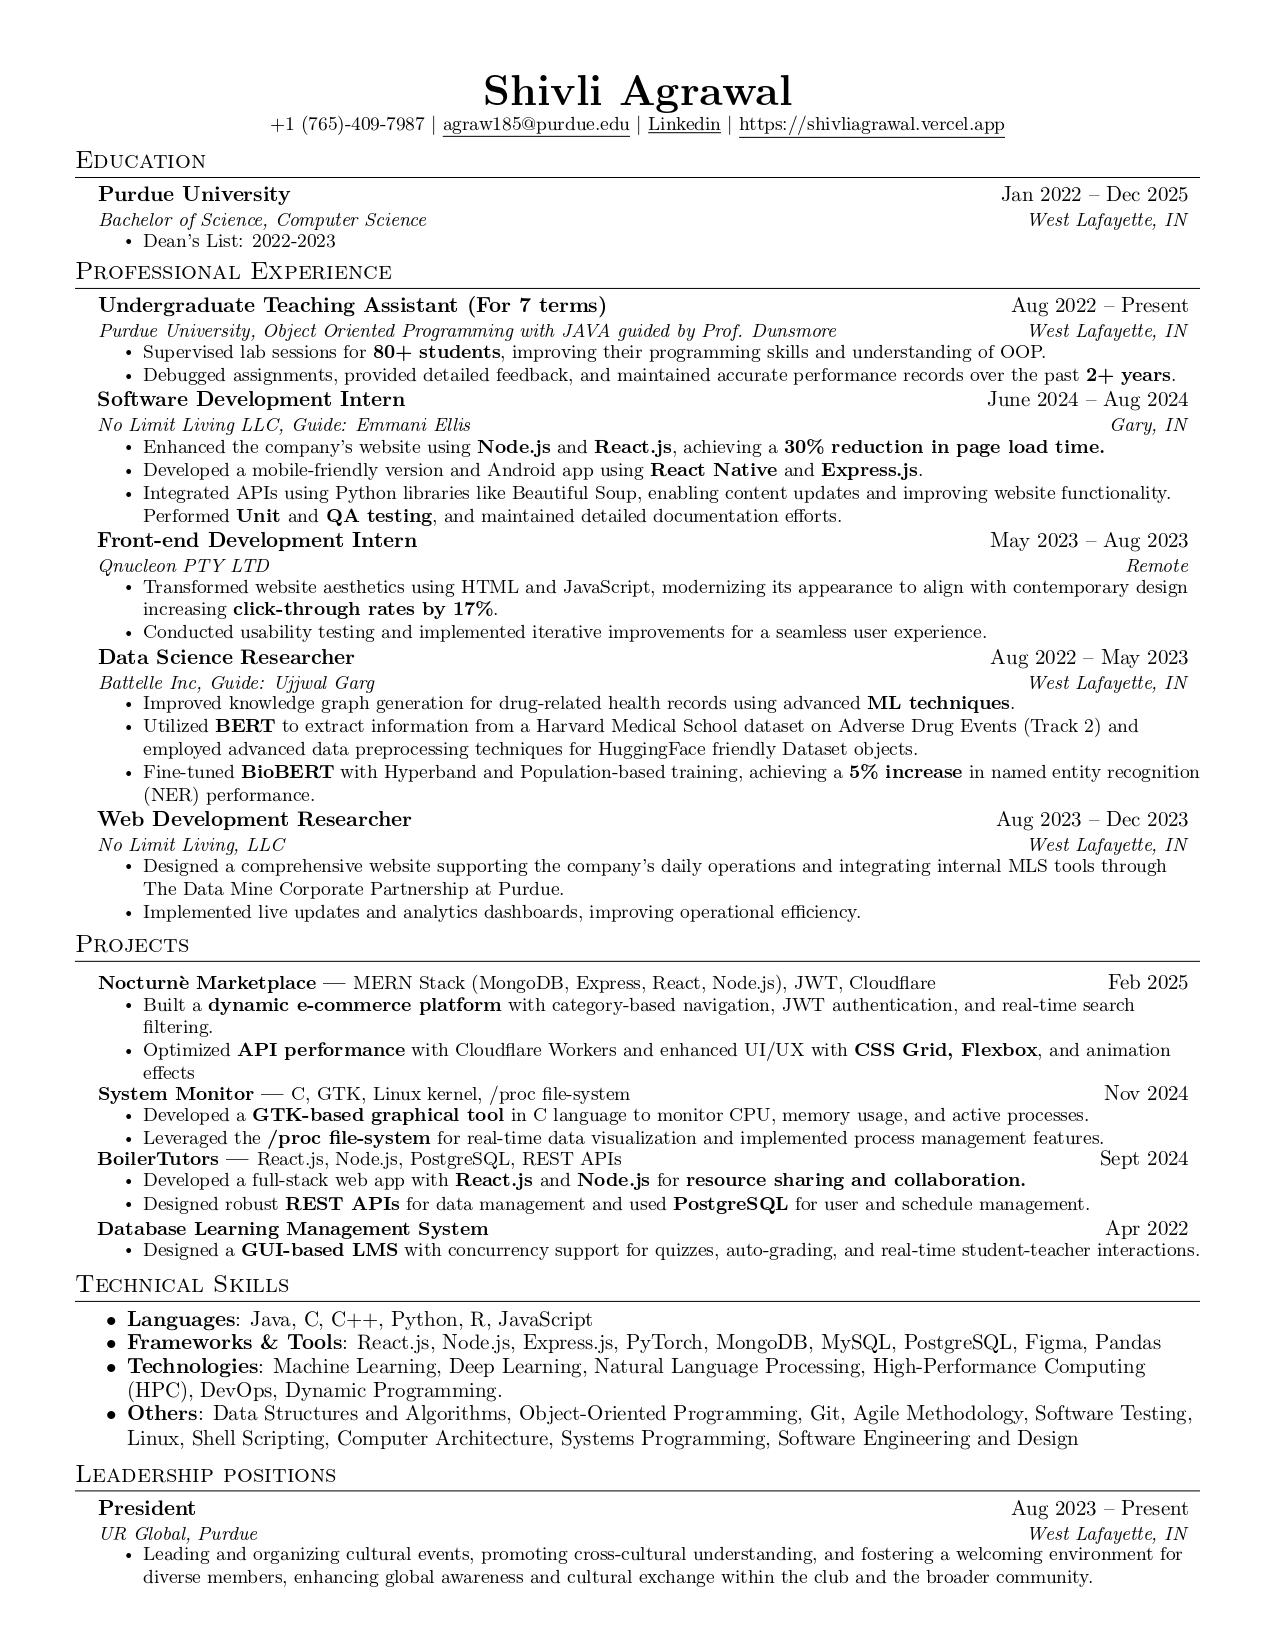 Shivli Agrawal
+1 (765)-409-7987 | agraw185@purdue.edu | Linkedin | https://shivliagrawal.vercel.app
Education
Purdue University Jan 2022 – Dec 2025
Bachelor of Science, Computer Science West Lafayette, IN
• Dean's List: 2022-2023
Professional Experience
Undergraduate Teaching Assistant (For 7 terms) Aug 2022 – Present
Purdue University, Object Oriented Programming with JAVA guided by Prof. Dunsmore West Lafayette, IN
• Supervised lab sessions for 80+ students, improving their programming skills and understanding of OOP.
• Debugged assignments, provided detailed feedback, and maintained accurate performance records over the past 2+ years.
Software Development Intern June 2024 – Aug 2024
No Limit Living LLC, Guide: Emmani Ellis Gary, IN
• Enhanced the company's website using Node.js and React.js, achieving a 30% reduction in page load time.
• Developed a mobile-friendly version and Android app using React Native and Express.js.
• Integrated APIs using Python libraries like Beautiful Soup, enabling content updates and improving website functionality.
Performed Unit and QA testing, and maintained detailed documentation efforts.
Front-end Development Intern May 2023 – Aug 2023
Qnucleon PTY LTD Remote
• Transformed website aesthetics using HTML and JavaScript, modernizing its appearance to align with contemporary design
increasing click-through rates by 17%.
• Conducted usability testing and implemented iterative improvements for a seamless user experience.
Data Science Researcher Aug 2022 – May 2023
Battelle Inc, Guide: Ujjwal Garg West Lafayette, IN
• Improved knowledge graph generation for drug-related health records using advanced ML techniques.
• Utilized BERT to extract information from a Harvard Medical School dataset on Adverse Drug Events (Track 2) and
employed advanced data preprocessing techniques for HuggingFace friendly Dataset objects.
• Fine-tuned BioBERT with Hyperband and Population-based training, achieving a 5% increase in named entity recognition
(NER) performance.
Web Development Researcher Aug 2023 – Dec 2023
No Limit Living, LLC West Lafayette, IN
• Designed a comprehensive website supporting the company's daily operations and integrating internal MLS tools through
The Data Mine Corporate Partnership at Purdue.
• Implemented live updates and analytics dashboards, improving operational efficiency.
Projects
Nocturnè Marketplace — MERN Stack (MongoDB, Express, React, Node.js), JWT, Cloudflare Feb 2025
• Built a dynamic e-commerce platform with category-based navigation, JWT authentication, and real-time search
filtering.
• Optimized API performance with Cloudflare Workers and enhanced UI/UX with CSS Grid, Flexbox, and animation
effects
System Monitor — C, GTK, Linux kernel, /proc file-system Nov 2024
• Developed a GTK-based graphical tool in C language to monitor CPU, memory usage, and active processes.
• Leveraged the /proc file-system for real-time data visualization and implemented process management features.
BoilerTutors — React.js, Node.js, PostgreSQL, REST APIs Sept 2024
• Developed a full-stack web app with React.js and Node.js for resource sharing and collaboration.
• Designed robust REST APIs for data management and used PostgreSQL for user and schedule management.
Database Learning Management System Apr 2022
• Designed a GUI-based LMS with concurrency support for quizzes, auto-grading, and real-time student-teacher interactions.
Technical Skills
• Languages: Java, C, C++, Python, R, JavaScript
• Frameworks & Tools: React.js, Node.js, Express.js, PyTorch, MongoDB, MySQL, PostgreSQL, Figma, Pandas
• Technologies: Machine Learning, Deep Learning, Natural Language Processing, High-Performance Computing
(HPC), DevOps, Dynamic Programming.
• Others: Data Structures and Algorithms, Object-Oriented Programming, Git, Agile Methodology, Software Testing,
Linux, Shell Scripting, Computer Architecture, Systems Programming, Software Engineering and Design
Leadership positions
President Aug 2023 – Present
UR Global, Purdue West Lafayette, IN
• Leading and organizing cultural events, promoting cross-cultural understanding, and fostering a welcoming environment for
diverse members, enhancing global awareness and cultural exchange within the club and the broader community.